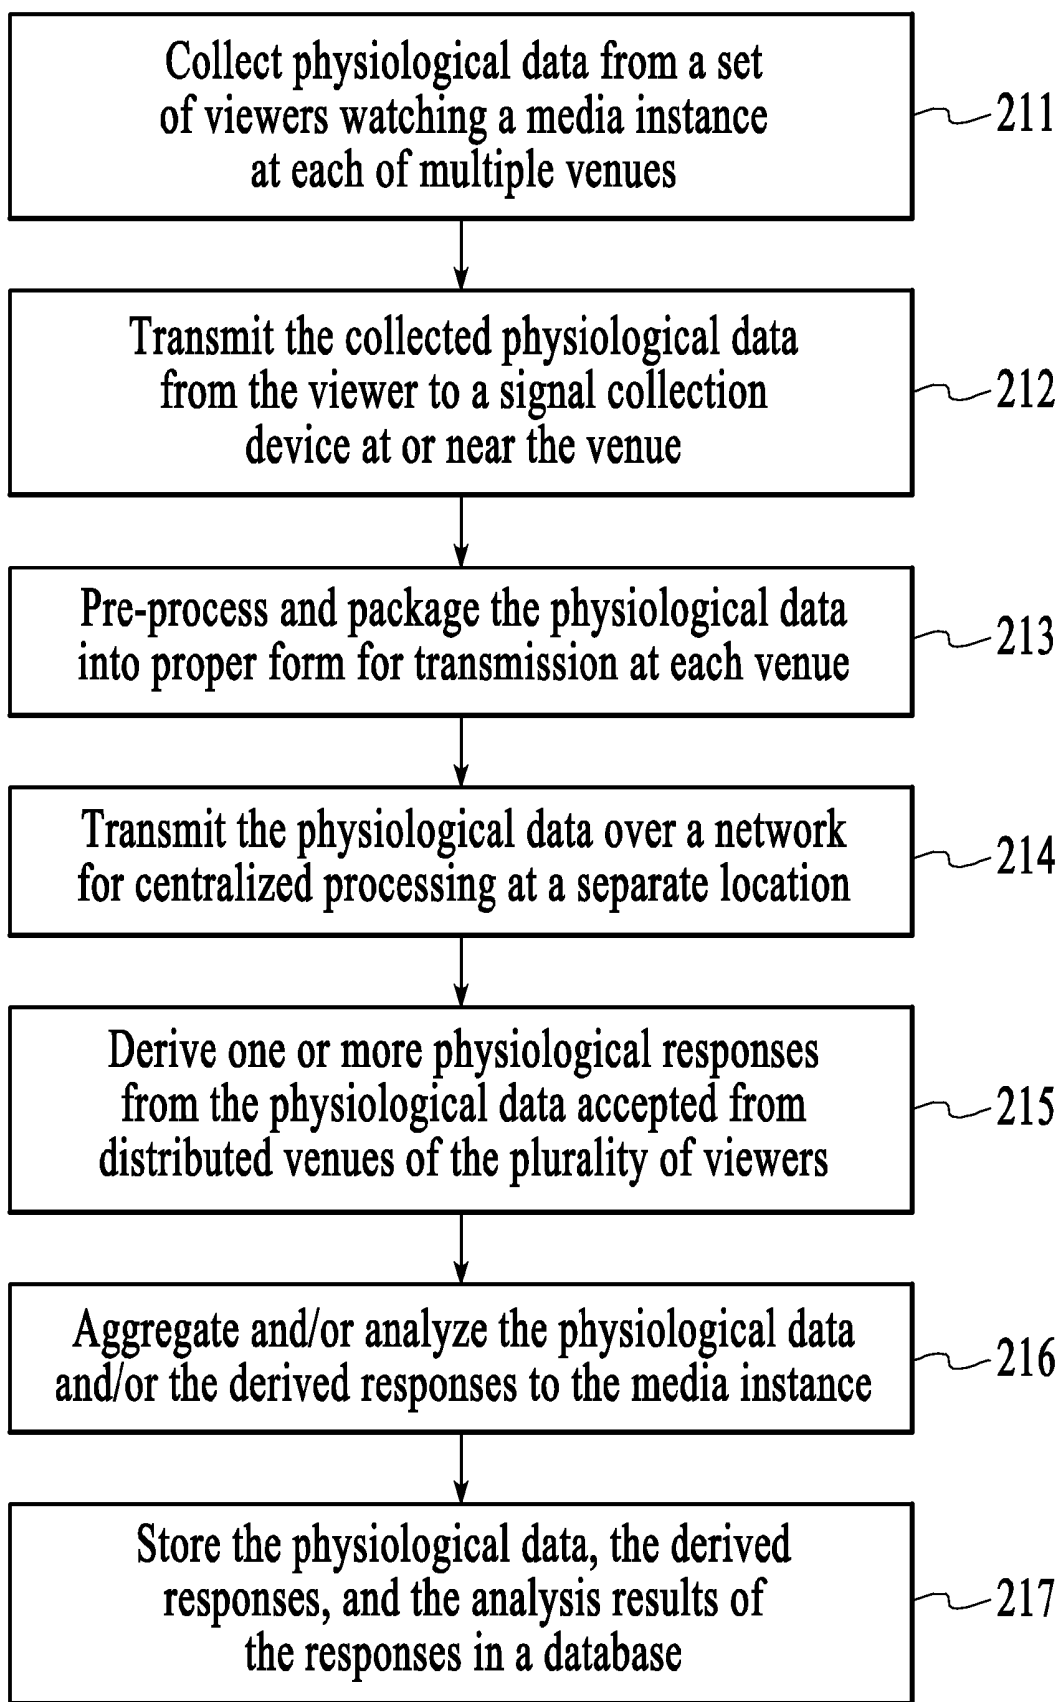 Collect physiological data from a set
of viewers watching a media instance
at each of multiple venues
211
Transmit the collected physiological data
from the viewer to a signal collection
device at or near the venue
212
Pre-process and package the physiological data
into proper form for transmission at each venue
213
Transmit the physiological data over a network
for centralized processing at a separate location
214
Derive one or more physiological responses
from the physiological data accepted from
distributed venues of the plurality of viewers
215
Aggregate and/or analyze the physiological data
and/or the derived responses to the media instance
216
Store the physiological data, the derived
responses, and the analysis results of
the responses in a database
217